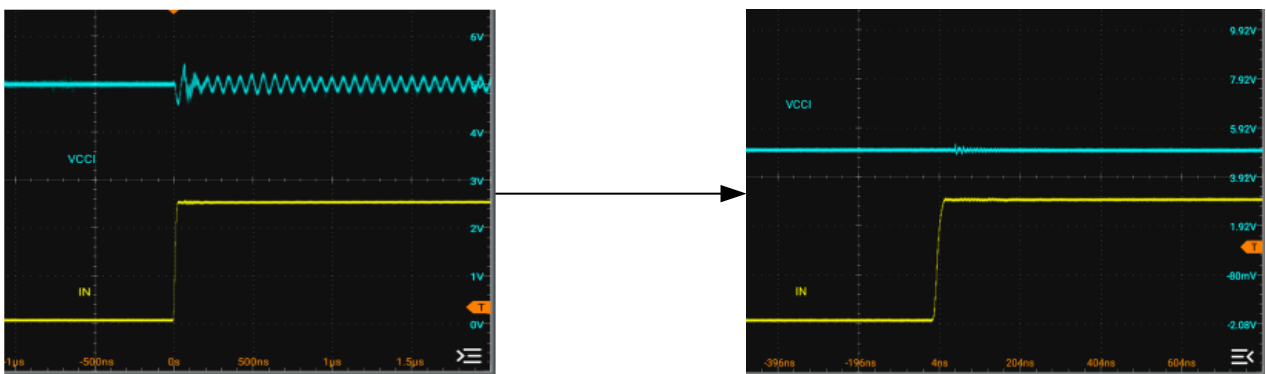 6V
5V
4V
VCCI
3V
2V
1V
IN
T
0V
-1μs
-500ns
0s
500ns
1μs
1.5μs
9.92V
7.92V
VCCI
5.92V
3.92V
1.92V
T
-80mV
IN
-2.08V
-396ns
-196ns
4ns
204ns
404ns
604ns